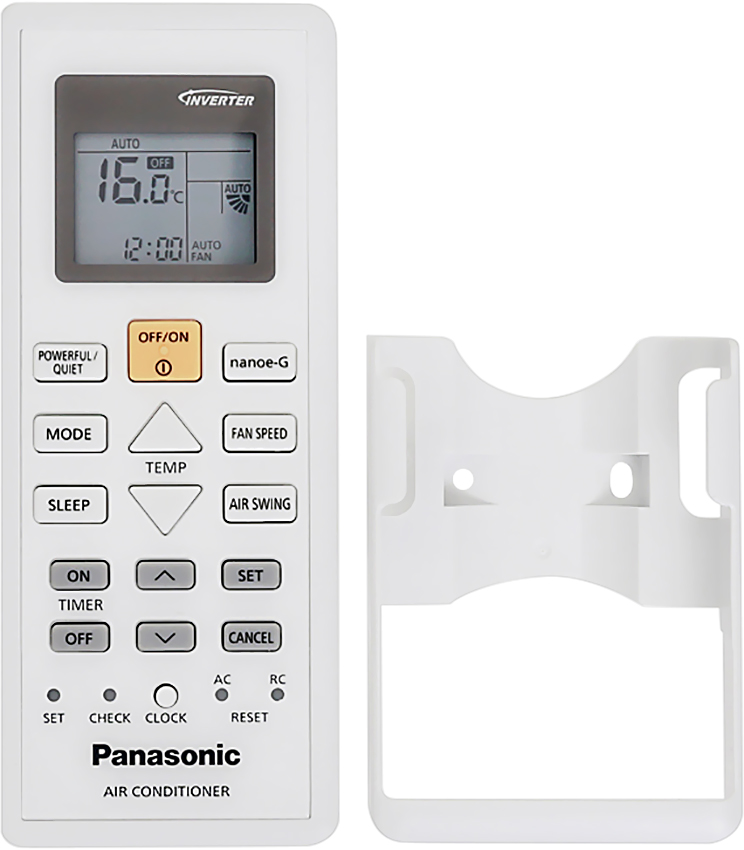 INVERTER
AUTO
OFF
16.0°C
AUTO
12:00
AUTO
FAN
POWERFUL/
QUIET
OFF/ON
nanoe-G
MODE
TEMP
FAN SPEED
SLEEP
AIR SWING
ON
SET
TIMER
OFF
CANCEL
AC
RC
SET
CHECK
CLOCK
RESET
Panasonic
AIR CONDITIONER